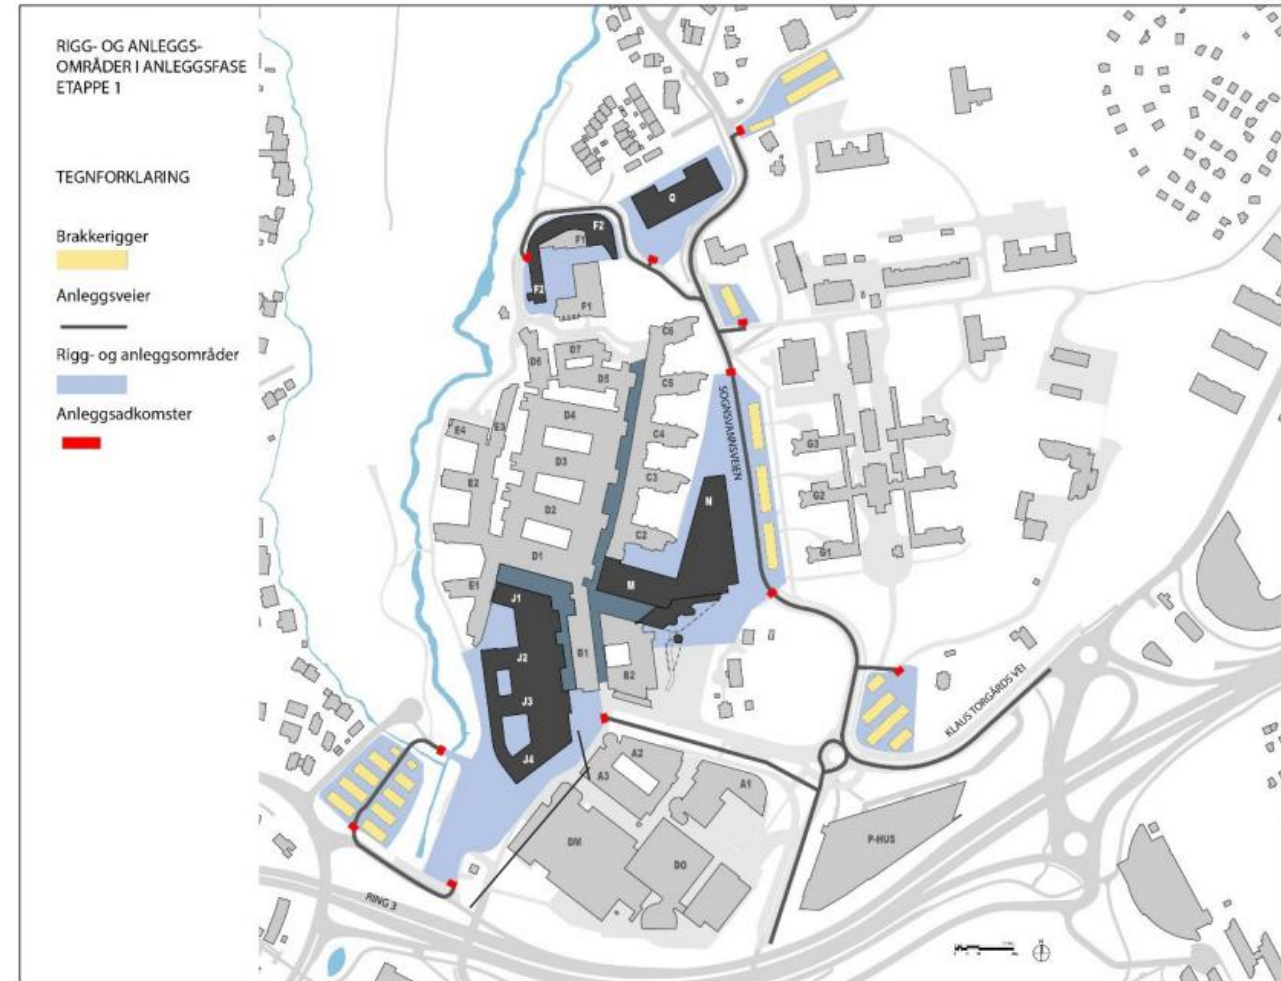 RIGG- OG ANLEGGS-
OMRÅDER I ANLEGGSFASE
ETAPPE 1
TEGNFORKLARING
Brakkerigger
Anleggsveier
Rigg- og anleggsområder
Anleggsadkomster
Q
F2
F1
F2
F1
C6
D7
D6
D5
C5
SOGNSVANNSVEIEN
D4
E3
E4
C4
G3
D3
C3
E2
G2
N
D2
C2
D1
G1
E1
M
J1
J2
B1
B2
J3
KLAUS TORGÅRDS VEI
J4
A2
A3
A1
DM
P-HUS
DO
RING 3